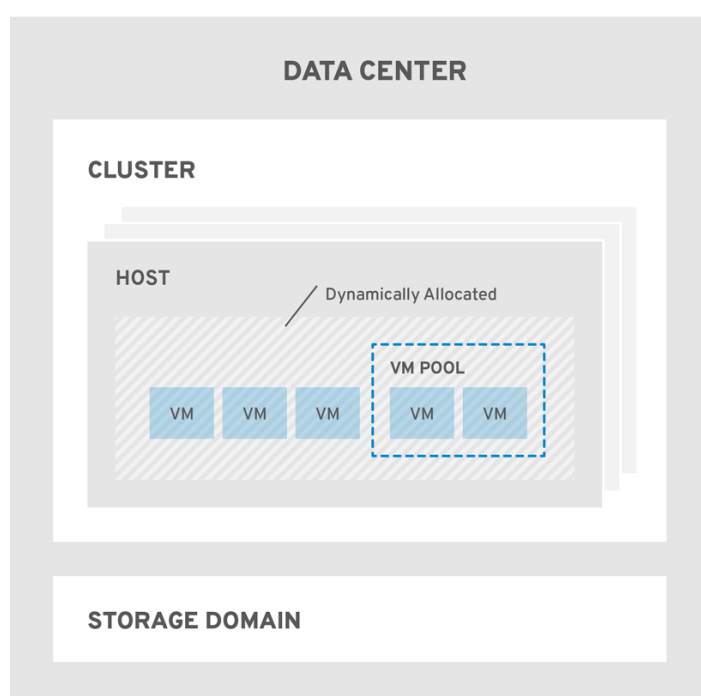 DATA CENTER
CLUSTER
HOST
Dynamically Allocated
VM POOL
VM VM VM VM VM
STORAGE DOMAIN